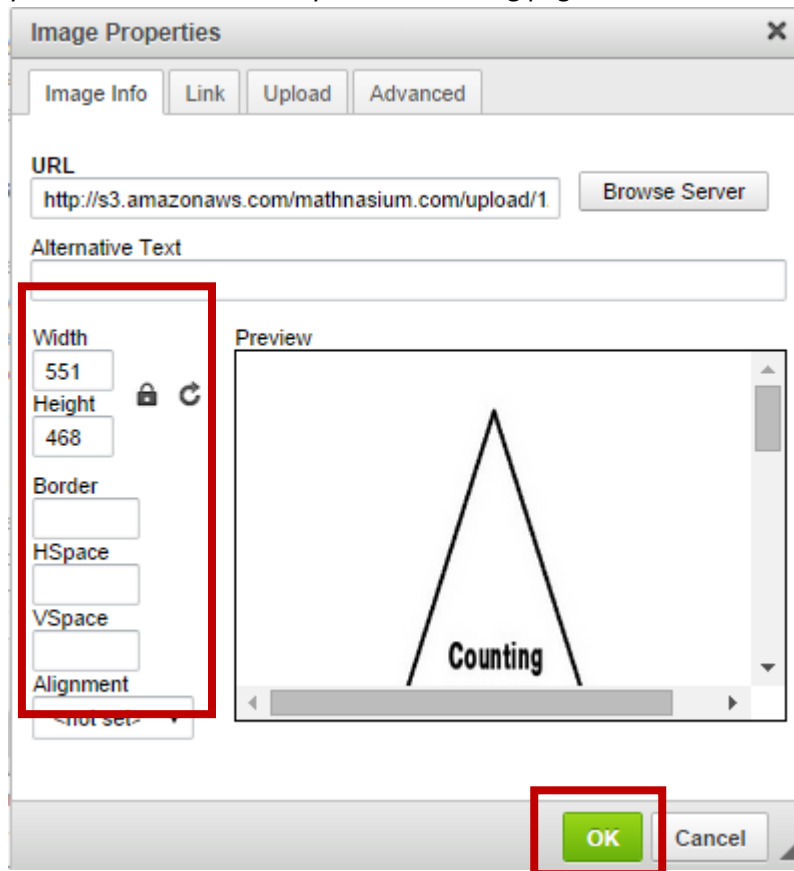 Image Properties
Image Info Link Upload Advanced
URL
http://s3.amazonaws.com/mathnasium.com/upload/1 Browse Server
Alternative Text
Width Preview
551
Height
468
Border
HSpace
VSpace
Counting
Alignment
<not set>
OK Cancel